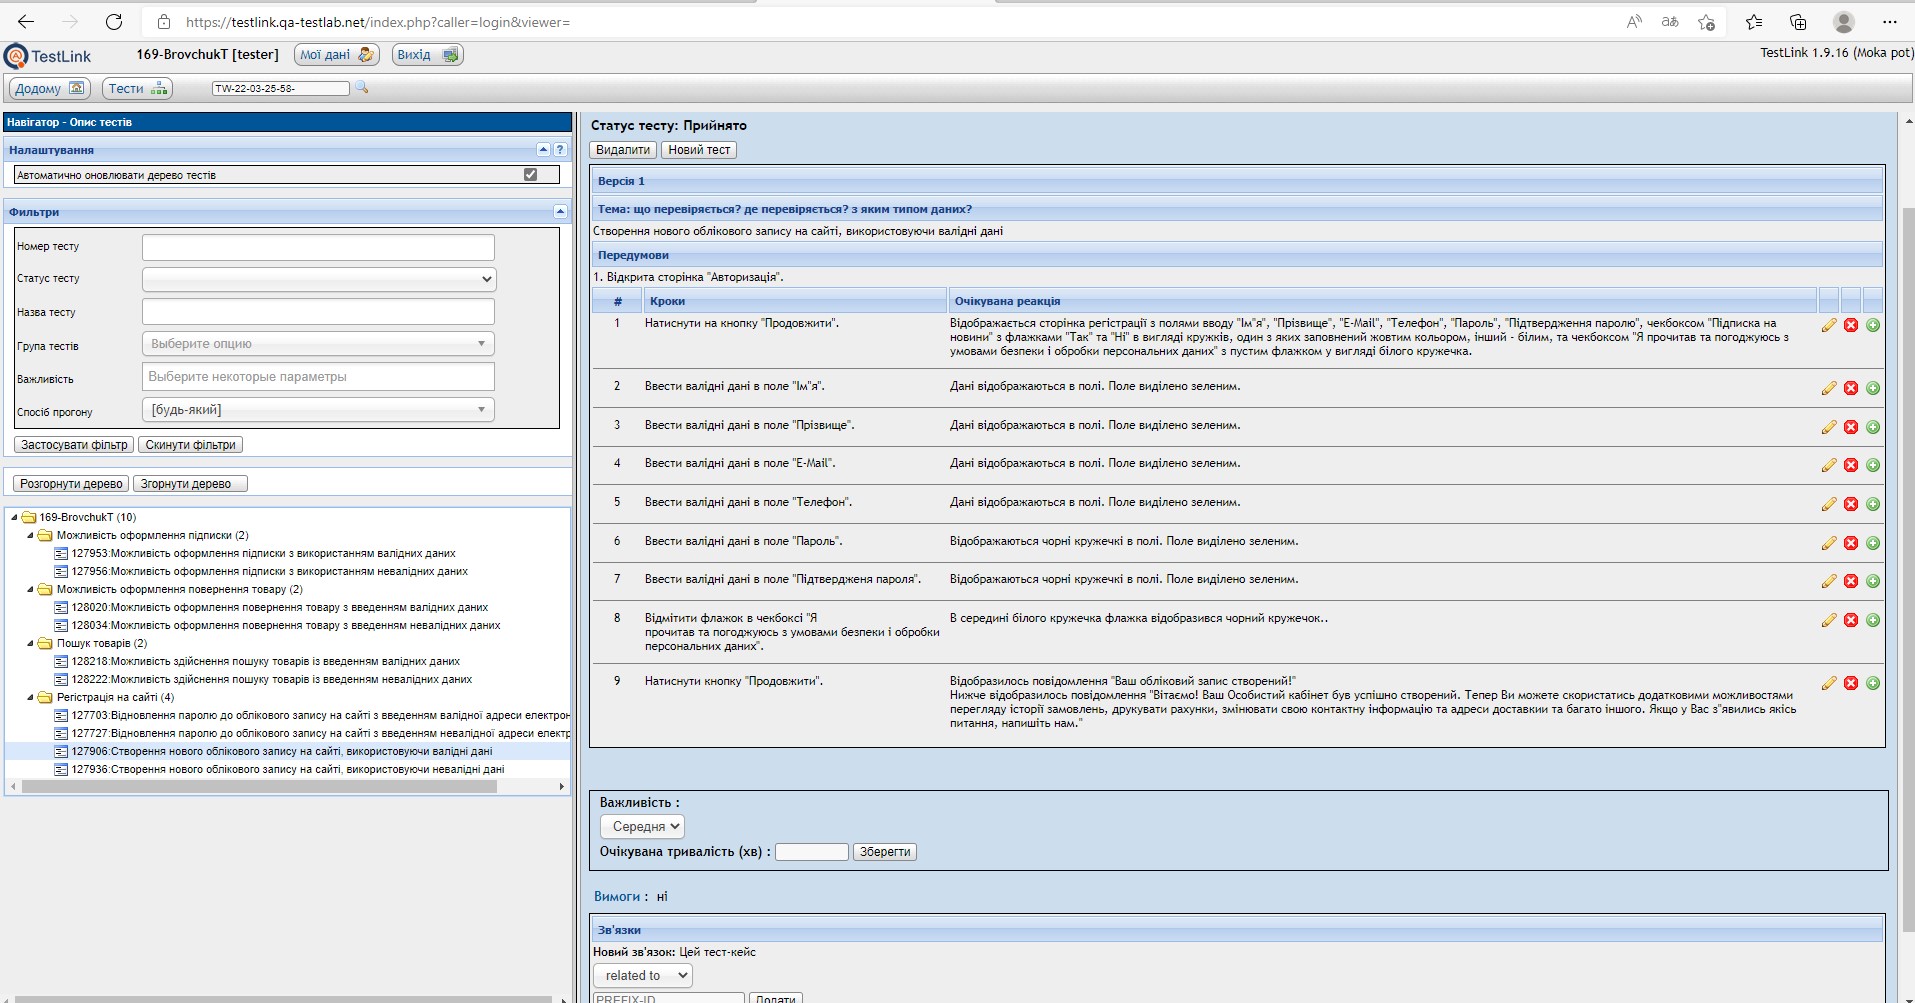 https://testlink.qa-testlab.net/index.php?caller=login&viewer=
TestLink
169-BrovchukT [tester]
Мої дані
Вихід
TestLink 1.9.16 (Moka pot)
Додому
Тести
TW-22-03-25-58-
Навігатор - Опис тестів
Налаштування
Автоматично оновлювати дерево тестів
Фильтри
Номер тесту
Статус тесту
Назва тесту
Група тестів
Выберите опцию
Важливість
Выберите некоторые параметры
Спосіб прогону
[будь-який]
Застосувати фільтр
Скинути фільтри
Розгорнути дерево
Згорнути дерево
169-BrovchukT (10)
Можливість оформлення підписки (2)
127953:Можливість оформлення підписки з використанням валідних даних
127956:Можливість оформлення підписки з використанням невалідних даних
Можливість оформлення повернення товару (2)
128020:Можливість оформлення повернення товару з введенням валідних даних
128034:Можливість оформлення повернення товару з введенням невалідних даних
Пошук товарів (2)
128218:Можливість здійснення пошуку товарів із введенням валідних даних
128222:Можливість здійснення пошуку товарів із введенням невалідних даних
Регістрація на сайті (4)
127703:Відновлення паролю до облікового запису на сайті з введенням валідної адреси електрон
127727:Відновлення паролю до облікового запису на сайті з введенням невалідної адреси електр
127906:Створення нового облікового запису на сайті, використовуючи валідні дані
127936:Створення нового облікового запису на сайті, використовуючи невалідні дані
Статус тесту: Прийнято
Видалити
Новий тест
Версія 1
Тема: що перевіряється? де перевіряється? з яким типом даних?
Створення нового облікового запису на сайті, використовуючи валідні дані
Передумови
1. Відкрита сторінка "Авторизація".
# Кроки Очікувана реакція
1 Натиснути на кнопку "Продовжити". Відображається сторінка регістрації з полями вводу "Ім"я", "Прізвище", "E-Mail", "Телефон", "Пароль", "Підтвердження паролю", чекбоксом "Підписка на
новини" з флажками "Так" та "Ні" в вигляді кружків, один з яких заповнений жовтим кольором, інший - білим, та чекбоксом "Я прочитав та погоджуюсь з
умовами безпеки і обробки персональних даних" з пустим флажком у вигляді білого кружечка.
2 Ввести валідні дані в поле "Ім"я". Дані відображаються в полі. Поле виділено зеленим.
3 Ввести валідні дані в поле "Прізвище". Дані відображаються в полі. Поле виділено зеленим.
4 Ввести валідні дані в поле "E-Mail". Дані відображаються в полі. Поле виділено зеленим.
5 Ввести валідні дані в поле "Телефон". Дані відображаються в полі. Поле виділено зеленим.
6 Ввести валідні дані в поле "Пароль". Відображаються чорні кружечкі в полі. Поле виділено зеленим.
7 Ввести валідні дані в поле "Підтвердженя пароля". Відображаються чорні кружечкі в полі. Поле виділено зеленим.
8 Відмітити флажок в чекбоксі "Я В середині білого кружечка флажка відобразився чорний кружечок..
прочитав та погоджуюсь з умовами безпеки і обробки
персональних даних".
9 Натиснути кнопку "Продовжити". Відобразилось повідомлення "Ваш обліковий запис створений!"
Нижче відобразилось повідомлення "Вітаємо! Ваш Особистий кабінет був успішно створений. Тепер Ви можете скористатись додатковими можливостями
перегляду історії замовлень, друкувати рахунки, змінювати свою контактну інформацію та адреси доставкии та багато іншого. Якщо у Вас з"явились якісь
питання, напишіть нам."
Важливість :
Середня
Очікувана тривалість (хв) :
Зберегти
Вимоги : ні
Зв'язки
Новий зв'язок: Цей тест-кейс
related to
PREFIX-ID
Додати